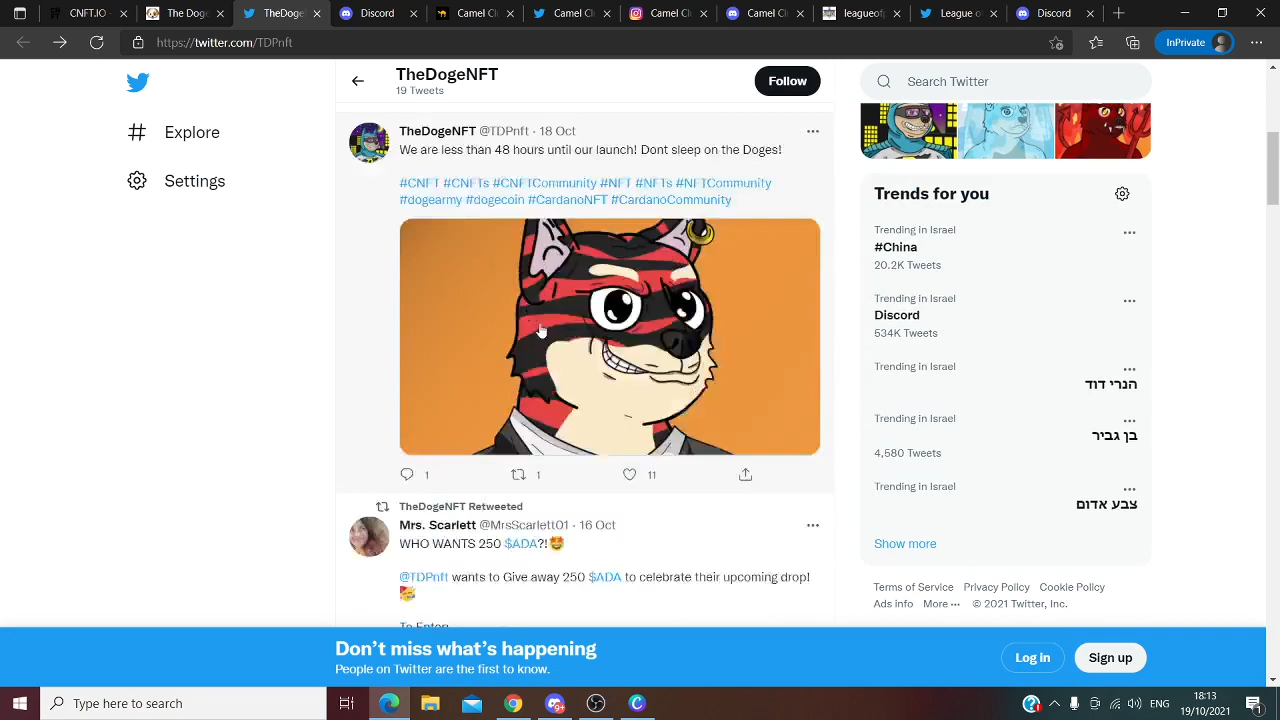 CNFT.IO -
The Doge
TheDoge
Discord
Camel Cl
Camel Cl
Camel Cl
Camel Cl
leagueofj
League o
Discord
https://twitter.com/TDPnft
InPrivate
TheDogeNFT
19 Tweets
Follow
Search Twitter
Explore
Settings
TheDogeNFT @TDPnft · 18 Oct
We are less than 48 hours until our launch! Dont sleep on the Doges!
#CNFT #CNFTs #CNFTCommunity #NFT #NFTs #NFTCommunity
#dogearmy #dogecoin #CardanoNFT #CardanoCommunity
1
1
11
TheDogeNFT Retweeted
Mrs. Scarlett @MrsScarlett01 · 16 Oct
WHO WANTS 250 $ADA?!
@TDPnft wants to Give away 250 $ADA to celebrate their upcoming drop!
To Enter
Trends for you
Trending in Israel
#China
20.2K Tweets
Trending in Israel
Discord
534K Tweets
Trending in Israel
הנרי דוד
Trending in Israel
בן גביר
4,580 Tweets
Trending in Israel
צבע אדום
Show more
Terms of Service Privacy Policy Cookie Policy
Ads info More ··· © 2021 Twitter, Inc.
Don't miss what's happening
People on Twitter are the first to know.
Log in
Sign up
Type here to search
ENG
18:13
19/10/2021